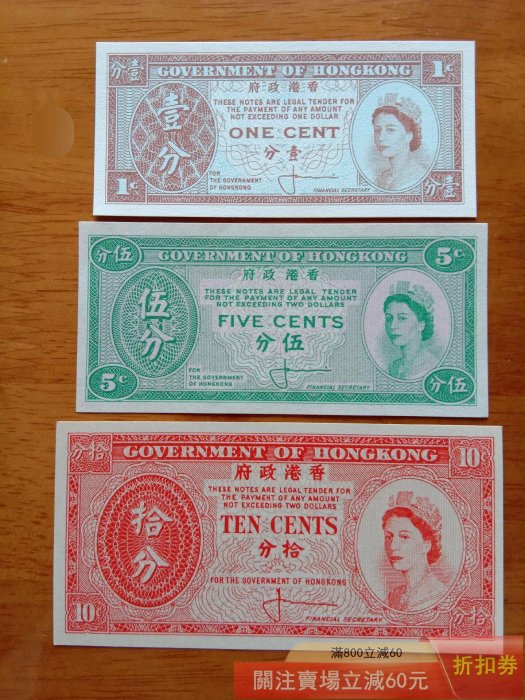 分壹 GOVERNMENT OF HONGKONG 1¢
府政港香
THESE NOTES ARE LEGAL TENDER FOR
THE PAYMENT OF ANY AMOUNT
NOT EXCEEDING ONE DOLLAR
壹分
ONE CENT
分壹
FOR
THE GOVERNMENT
OF HONGKONG
FINANCIAL SECRETARY
1¢ 分壹
分伍 GOVERNMENT OF HONGKONG 5¢
府政港香
THESE NOTES ARE LEGAL TENDER
FOR THE PAYMENT OF ANY AMOUNT
NOT EXCEEDING TWO DOLLARS
伍分
FIVE CENTS
分伍
FOR
THE GOVERNMENT
OF HONGKONG
FINANCIAL SECRETARY
5¢ 分伍
分拾 GOVERNMENT OF HONGKONG 10¢
府政港香
THESE NOTES ARE LEGAL TENDER FOR
THE PAYMENT OF ANY AMOUNT
NOT EXCEEDING TWO DOLLARS
拾分
TEN CENTS
分拾
FOR THE GOVERNMENT OF HONGKONG
FINANCIAL SECRETARY
10¢ 分拾
滿800立減60
關注賣場立減60元
折扣券